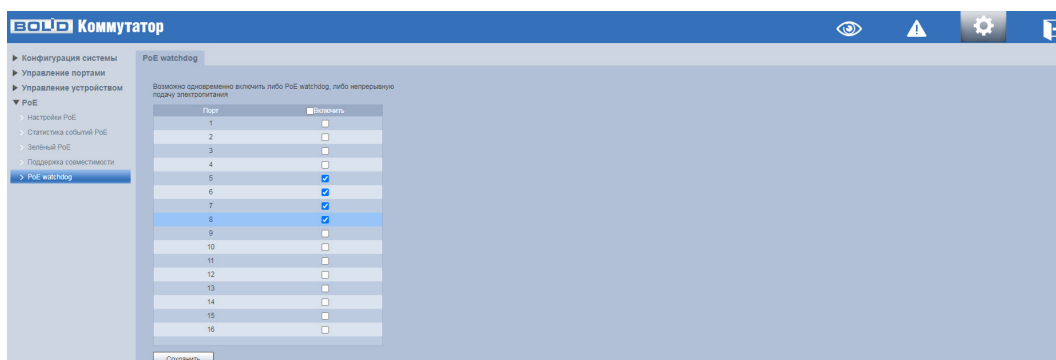 BOLID Коммутатор
Конфигурация системы
Управление портами
Управление устройством
PoE
Настройки PoE
Статистика событий PoE
Зелёный PoE
Поддержка совместимости
PoE watchdog
PoE watchdog
Возможно одновременно включить либо PoE watchdog, либо непрерывную
подачу электропитания
Порт Включить
1
2
3
4
5
6
7
8
9
10
11
12
13
14
15
16
Сохранить